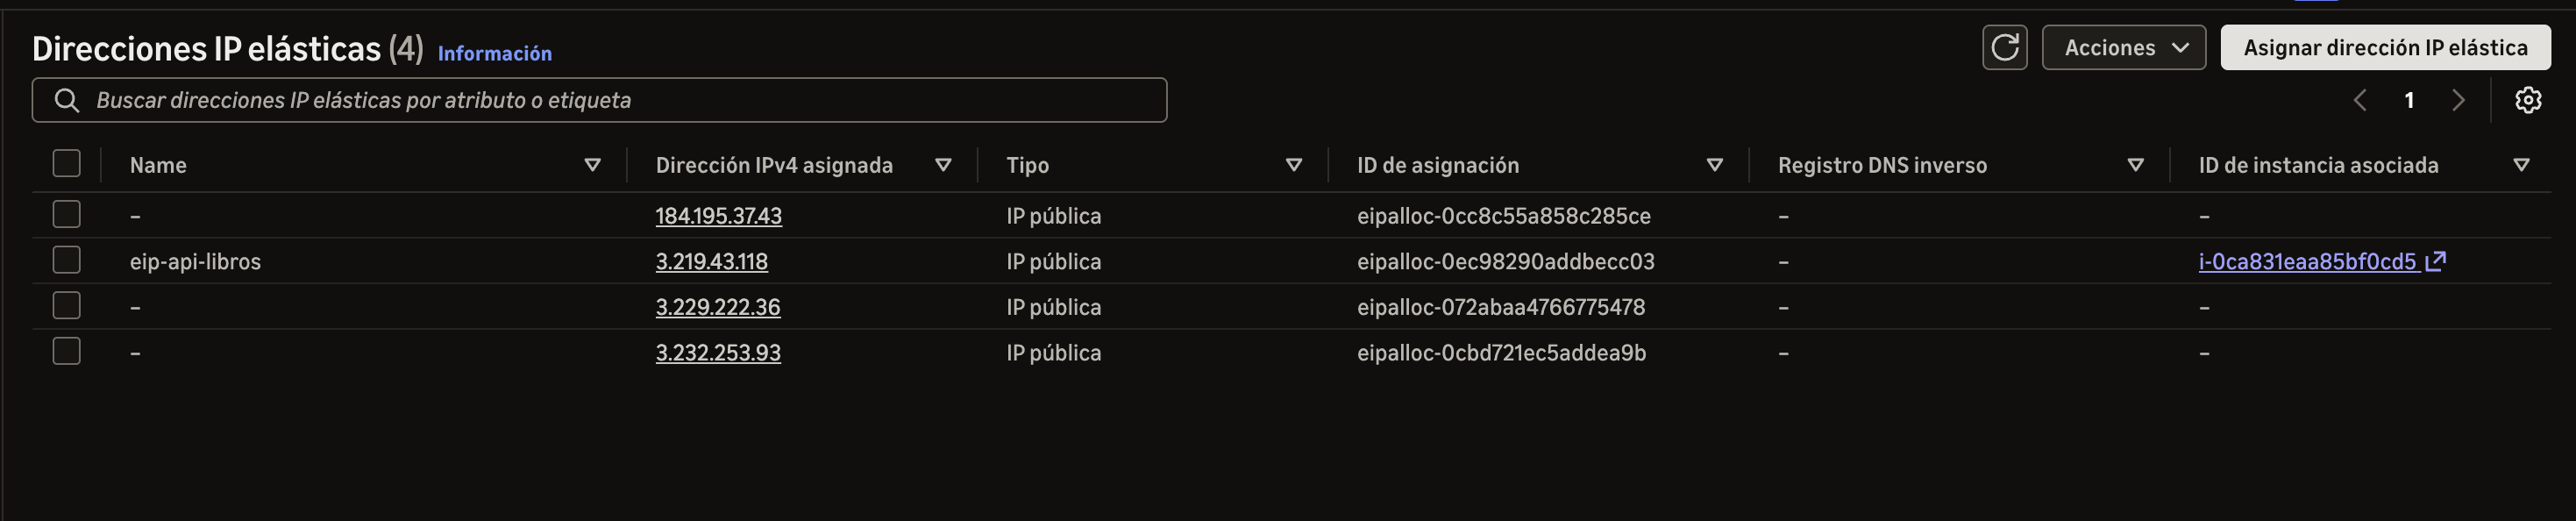 Direcciones IP elásticas (4) Información
Acciones
Asignar dirección IP elástica
Buscar direcciones IP elásticas por atributo o etiqueta
1
Name Dirección IPv4 asignada Tipo ID de asignación Registro DNS inverso ID de instancia asociada
– 184.195.37.43 IP pública eipalloc-0cc8c55a858c285ce – –
eip-api-libros 3.219.43.118 IP pública eipalloc-0ec98290addbecc03 – i-0ca831eaa85bf0cd5
– 3.229.222.36 IP pública eipalloc-072abaa4766775478 – –
– 3.232.253.93 IP pública eipalloc-0cbd721ec5addea9b – –